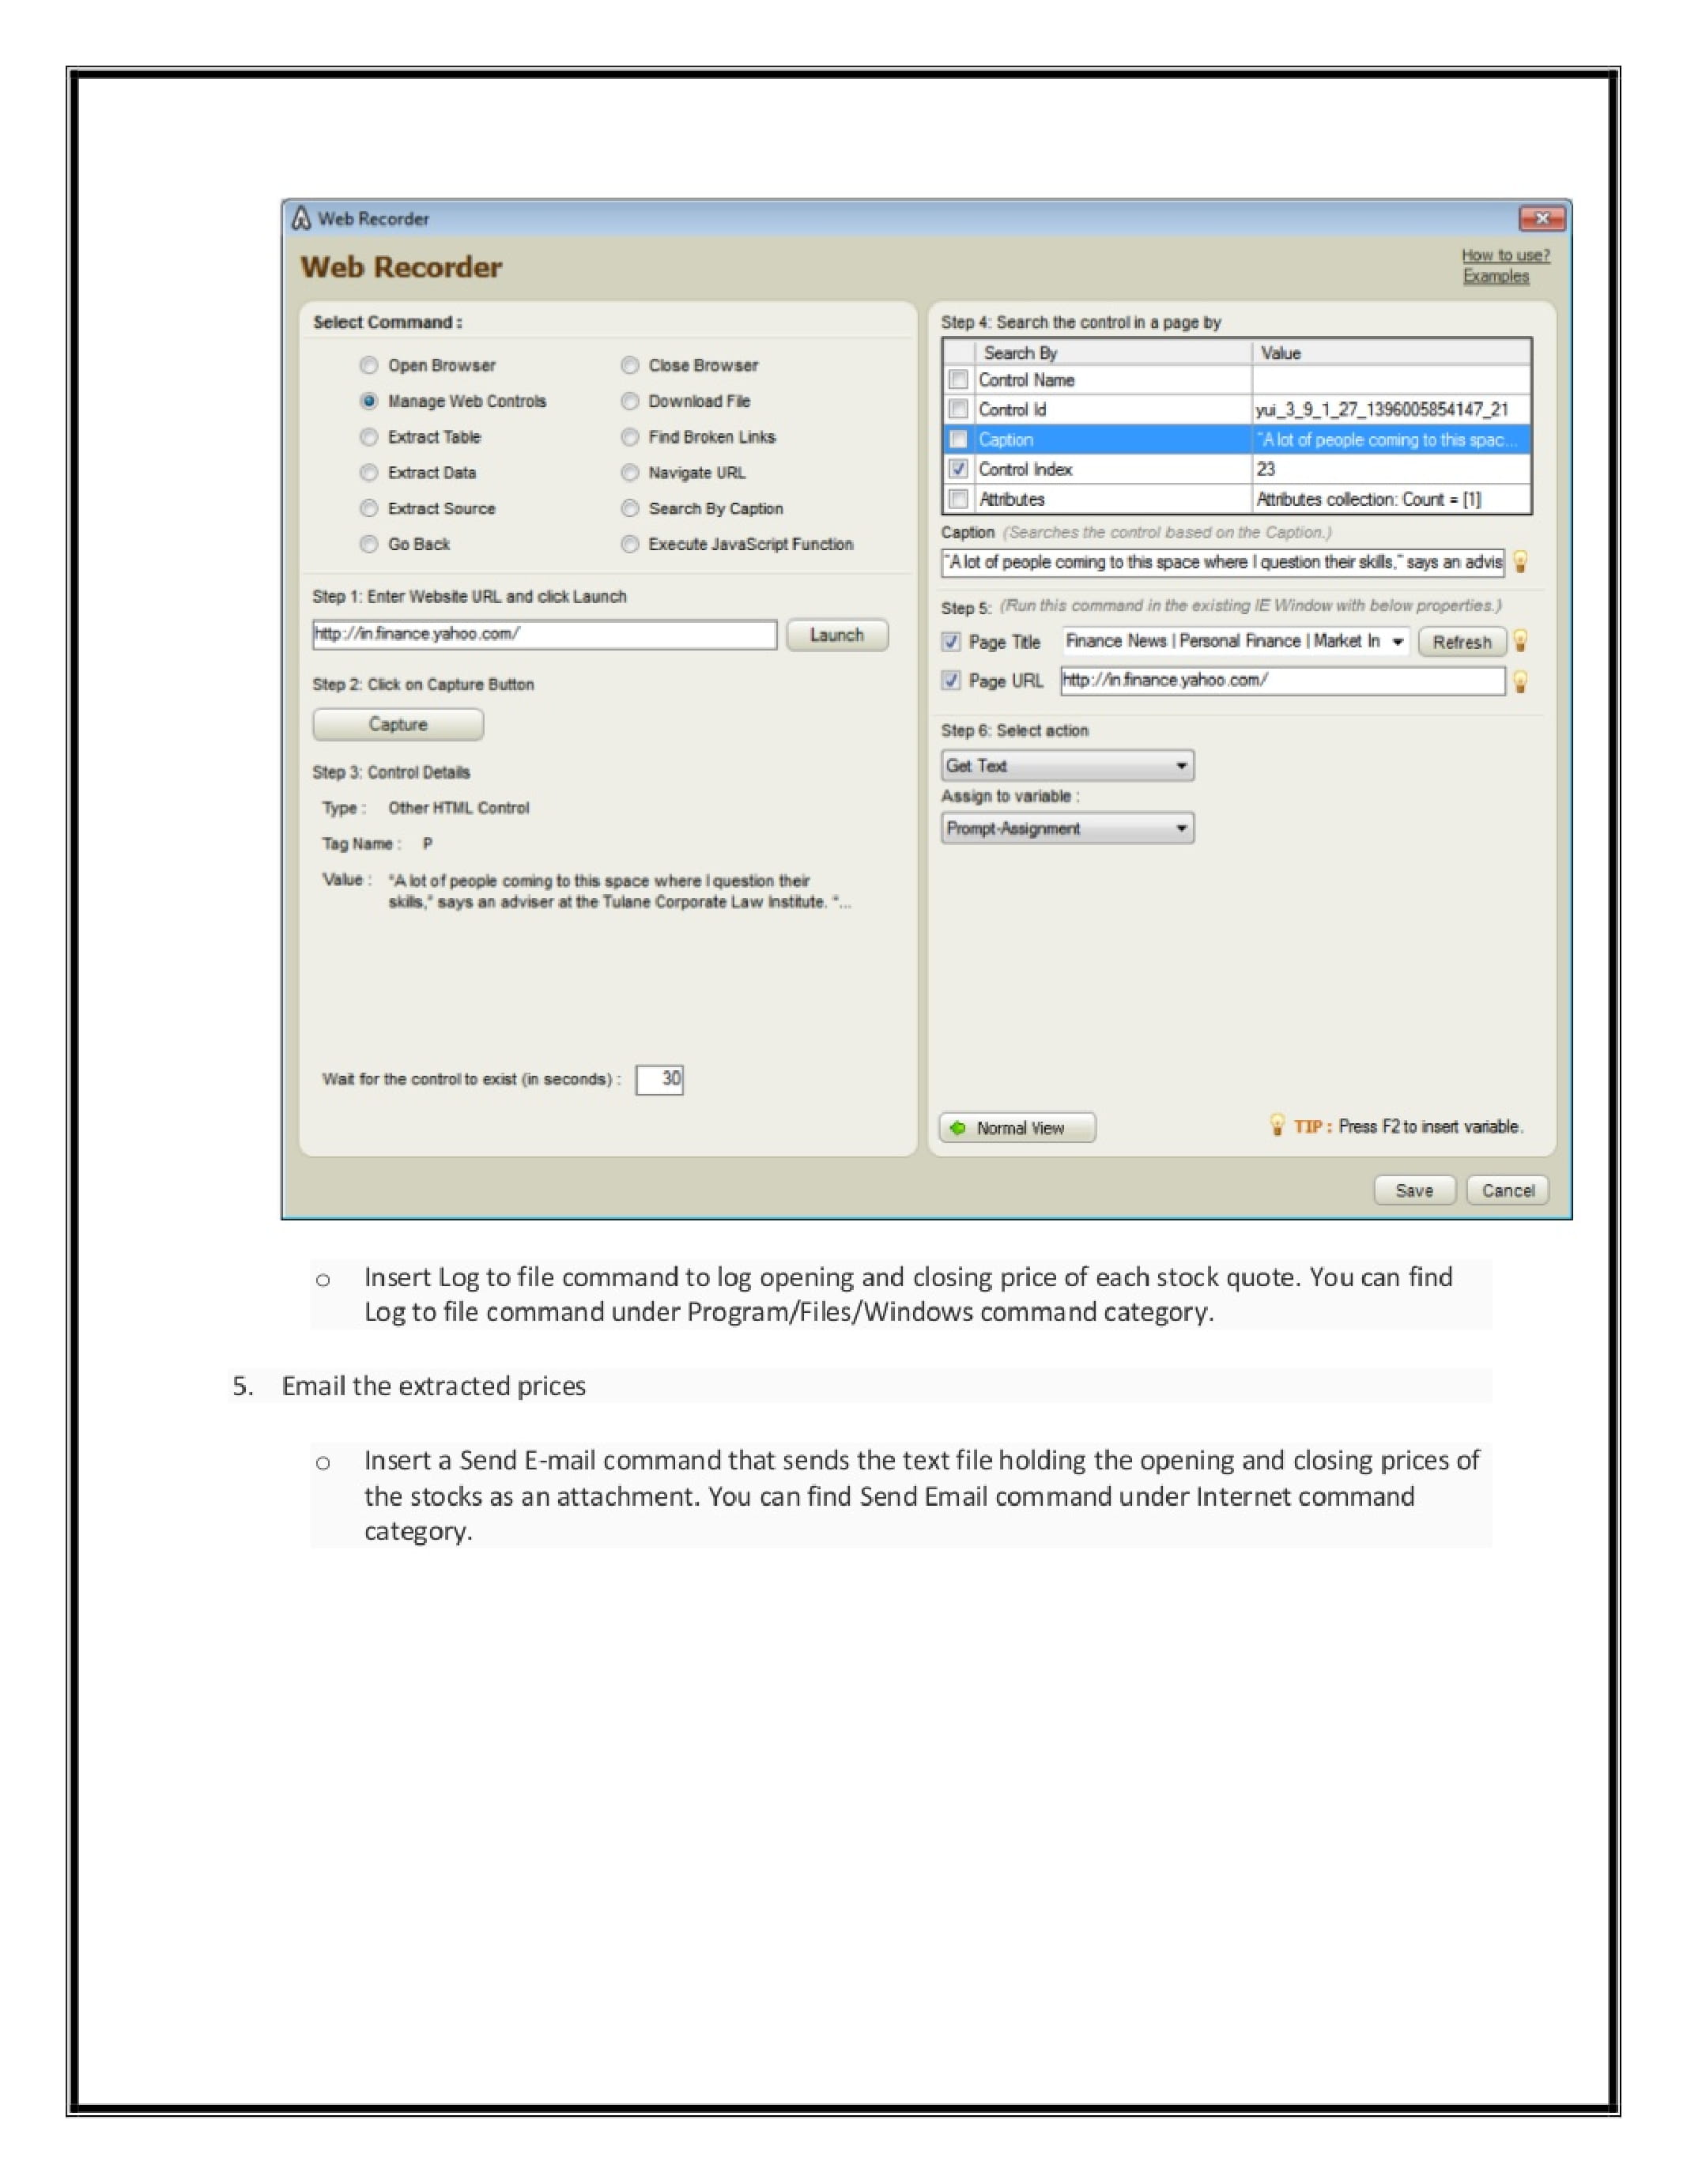 Web Recorder
Web Recorder
How to use?
Examples
Select Command :
Open Browser
Close Browser
Manage Web Controls
Download File
Extract Table
Find Broken Links
Extract Data
Navigate URL
Extract Source
Search By Caption
Go Back
Execute JavaScript Function
Step 1: Enter Website URL and click Launch
http://in.finance.yahoo.com/
Launch
Step 2: Click on Capture Button
Capture
Step 3: Control Details
Type : Other HTML Control
Tag Name : P
Value : "A lot of people coming to this space where I question their
skills," says an adviser at the Tulane Corporate Law Institute. "...
Wait for the control to exist (in seconds) : 30
Step 4: Search the control in a page by
Search By Value
Control Name
Control Id yui_3_9_1_27_1396005854147_21
Caption "A lot of people coming to this spac...
Control Index 23
Attributes Attributes collection: Count = [1]
Caption (Searches the control based on the Caption.)
"A lot of people coming to this space where I question their skills," says an advis
Step 5: (Run this command in the existing IE Window with below properties.)
Page Title Finance News | Personal Finance | Market In Refresh
Page URL http://in.finance.yahoo.com/
Step 6: Select action
Get Text
Assign to variable :
Prompt-Assignment
Normal View
TIP : Press F2 to insert variable.
Save Cancel
o Insert Log to file command to log opening and closing price of each stock quote. You can find
Log to file command under Program/Files/Windows command category.
5. Email the extracted prices
o Insert a Send E-mail command that sends the text file holding the opening and closing prices of
the stocks as an attachment. You can find Send Email command under Internet command
category.